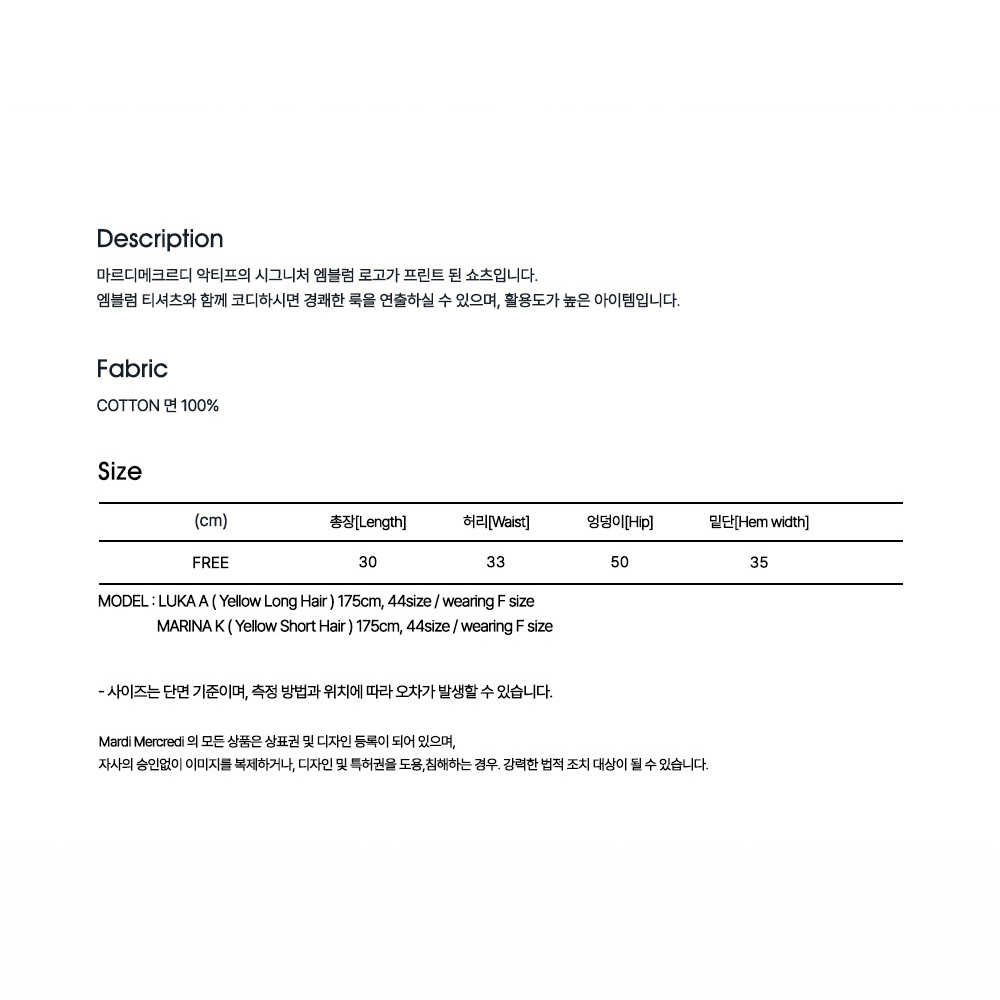 Description
마르디메크르디 악티프의 시그니처 엠블럼 로고가 프린트 된 쇼츠입니다.
엠블럼 티셔츠와 함께 코디하시면 경쾌한 룩을 연출하실 수 있으며, 활용도가 높은 아이템입니다.
Fabric
COTTON 면 100%
Size
(cm) 총장[Length] 허리[Waist] 엉덩이[Hip] 밑단[Hem width]
FREE 30 33 50 35
MODEL : LUKA A ( Yellow Long Hair ) 175cm, 44size / wearing F size
MARINA K ( Yellow Short Hair ) 175cm, 44size / wearing F size
- 사이즈는 단면 기준이며, 측정 방법과 위치에 따라 오차가 발생할 수 있습니다.
Mardi Mercredi 의 모든 상품은 상표권 및 디자인 등록이 되어 있으며,
자사의 승인없이 이미지를 복제하거나, 디자인 및 특허권을 도용,침해하는 경우. 강력한 법적 조치 대상이 될 수 있습니다.